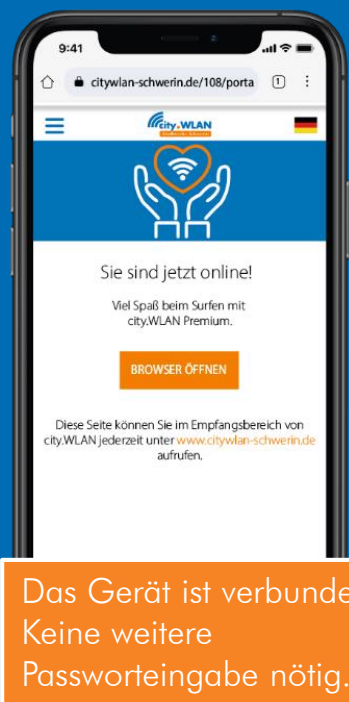 9:41
citywlan-schwerin.de/108/porta
1
city.WLAN
Sie sind jetzt online!
Viel Spaß beim Surfen mit
city.WLAN Premium.
BROWSER ÖFFNEN
Diese Seite können Sie im Empfangsbereich von
city.WLAN jederzeit unter www.citywlan-schwerin.de
aufrufen.
Das Gerät ist verbunde
Keine weitere
Passworteingabe nötig.